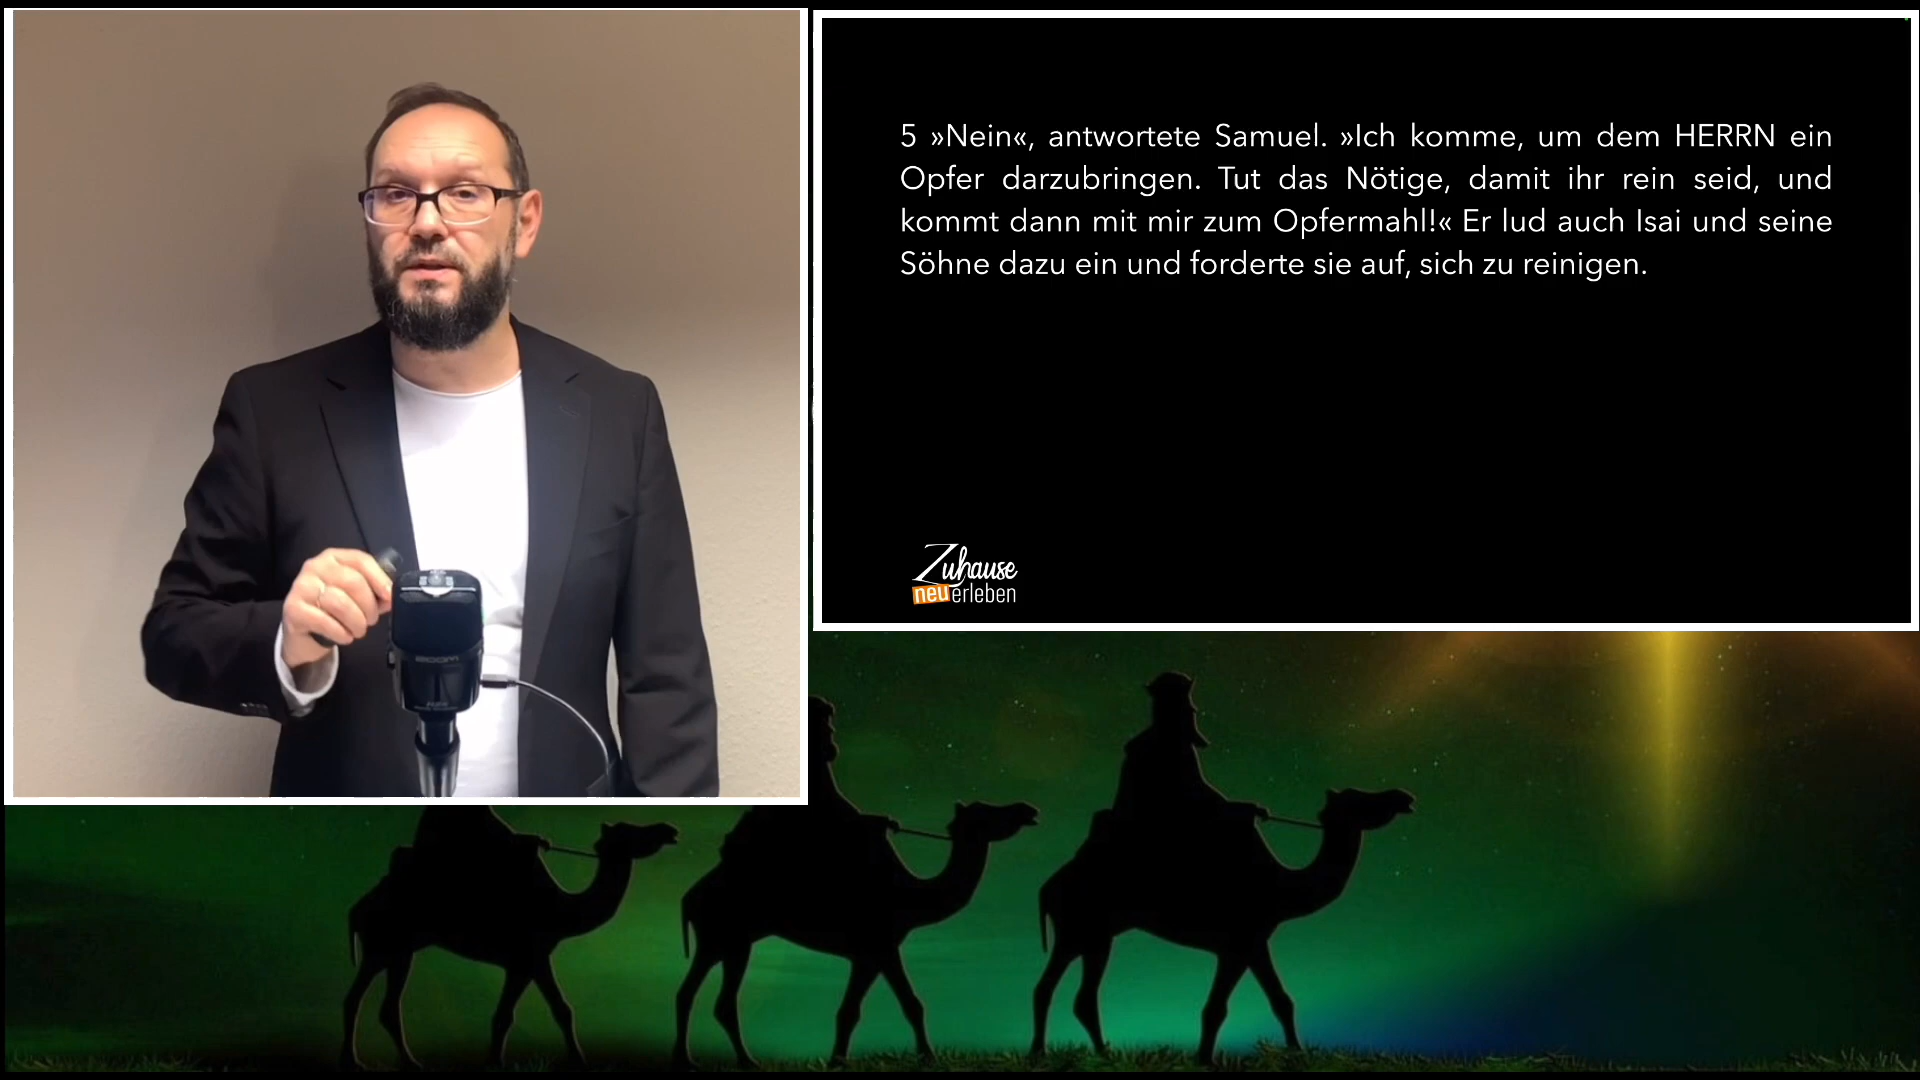 5 »Nein«, antwortete Samuel. »Ich komme, um dem HERRN ein
Opfer darzubringen. Tut das Nötige, damit ihr rein seid, und
kommt dann mit mir zum Opfermahl!« Er lud auch Isai und seine
Söhne dazu ein und forderte sie auf, sich zu reinigen.
Zuhause
neu erleben
ZOOM